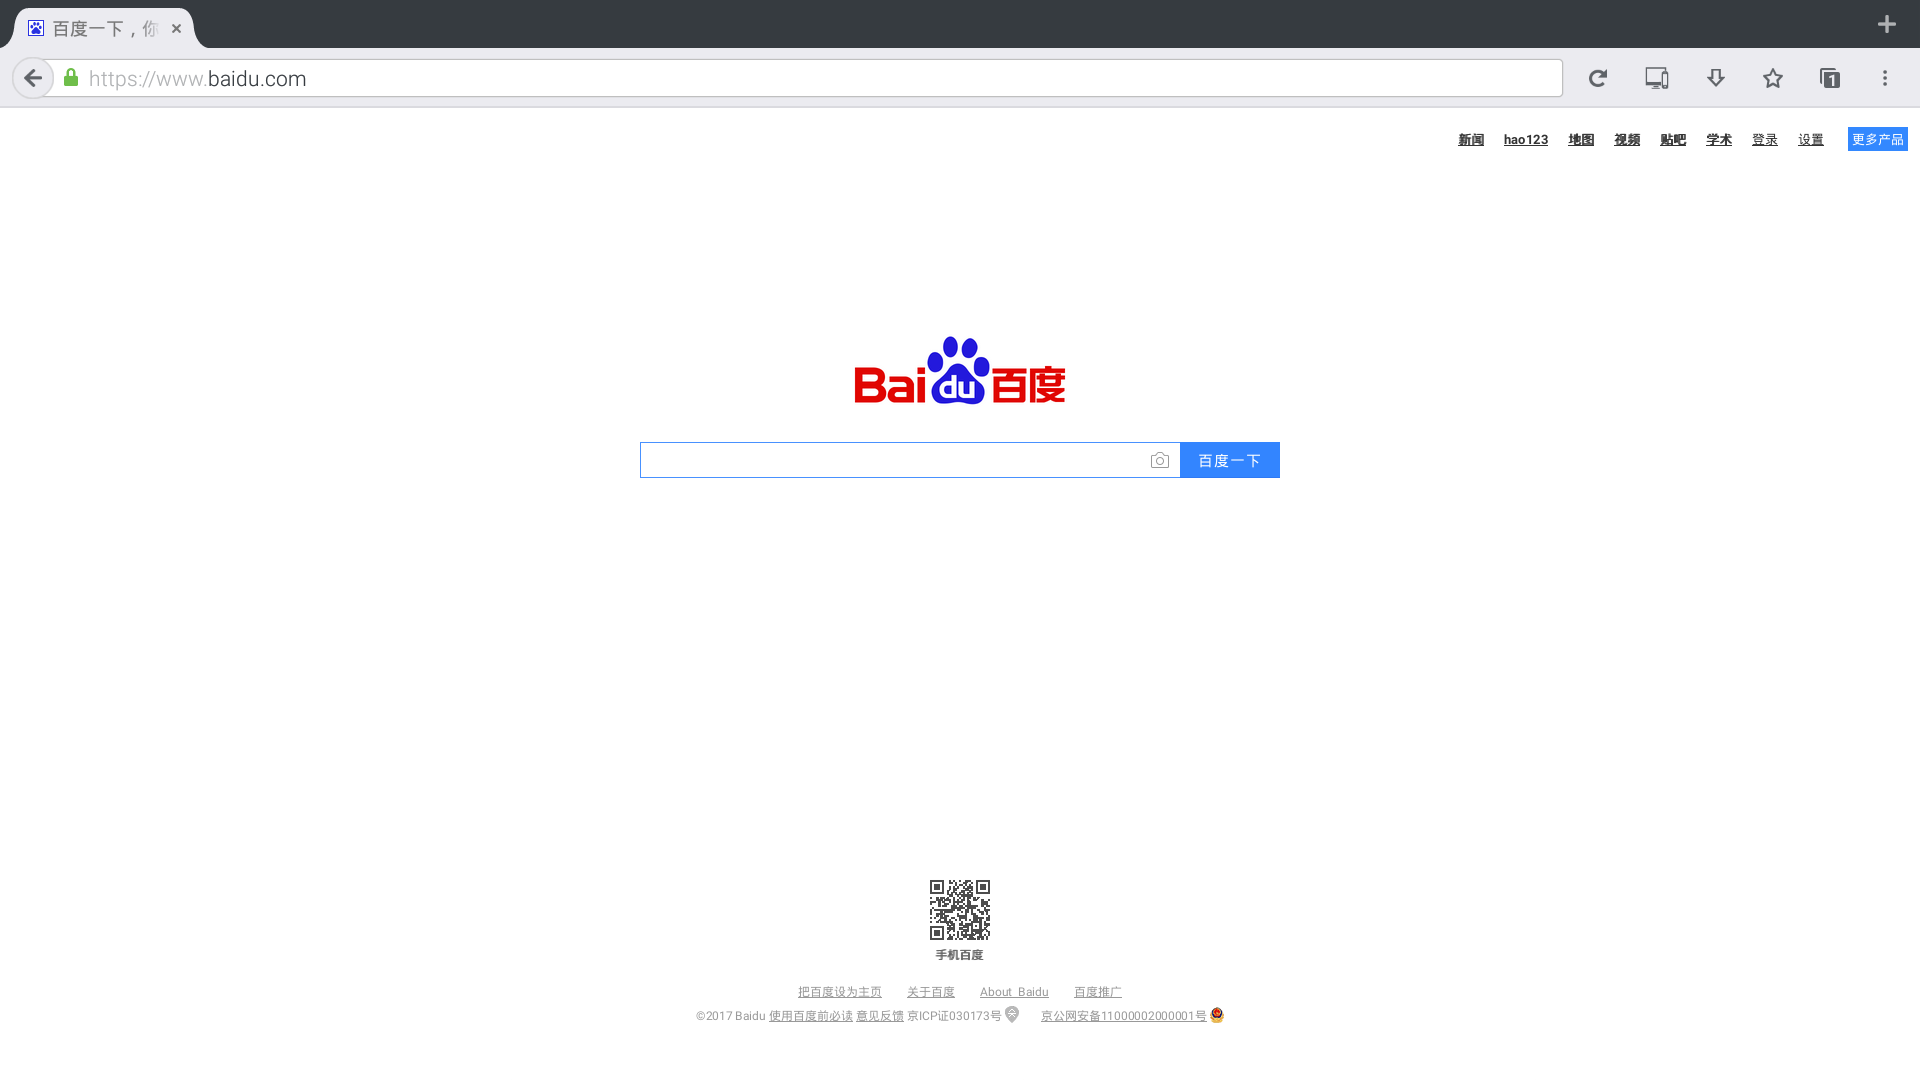 百度一下，你
https://www.baidu.com
1
新闻 hao123 地图 视频 贴吧 学术 登录 设置 更多产品
Bai du 百度
百度一下
手机百度
把百度设为主页 关于百度 About Baidu 百度推广
©2017 Baidu 使用百度前必读 意见反馈 京ICP证030173号 京公网安备11000002000001号